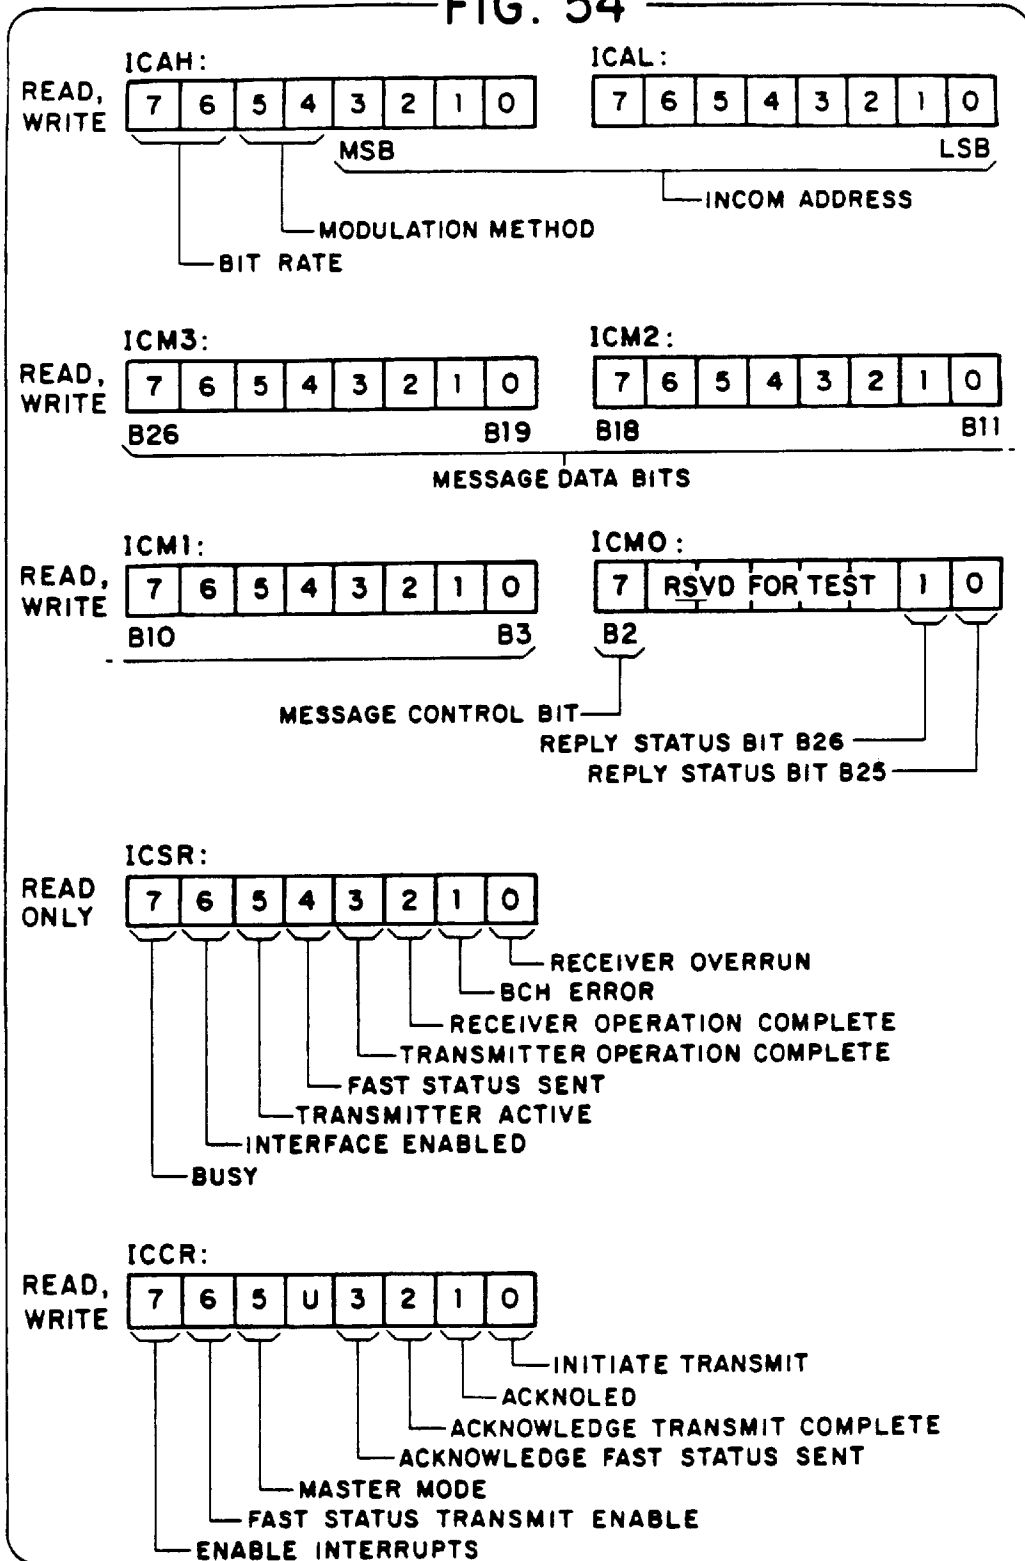 FIG. 54
ICAH: ICAL:
READ, WRITE 7 6 5 4 3 2 1 0 7 6 5 4 3 2 1 0
MSB LSB
INCOM ADDRESS
MODULATION METHOD
BIT RATE
ICM3: ICM2:
READ, WRITE 7 6 5 4 3 2 1 0 7 6 5 4 3 2 1 0
B26 B19 B18 B11
MESSAGE DATA BITS
ICM1: ICM0:
READ, WRITE 7 6 5 4 3 2 1 0 7 RSVD FOR TEST 1 0
B10 B3 B2
MESSAGE CONTROL BIT
REPLY STATUS BIT B26
REPLY STATUS BIT B25
ICSR:
READ ONLY 7 6 5 4 3 2 1 0
RECEIVER OVERRUN
BCH ERROR
RECEIVER OPERATION COMPLETE
TRANSMITTER OPERATION COMPLETE
FAST STATUS SENT
TRANSMITTER ACTIVE
INTERFACE ENABLED
BUSY
ICCR:
READ, WRITE 7 6 5 U 3 2 1 0
INITIATE TRANSMIT
ACKNOLED
ACKNOWLEDGE TRANSMIT COMPLETE
ACKNOWLEDGE FAST STATUS SENT
MASTER MODE
FAST STATUS TRANSMIT ENABLE
ENABLE INTERRUPTS